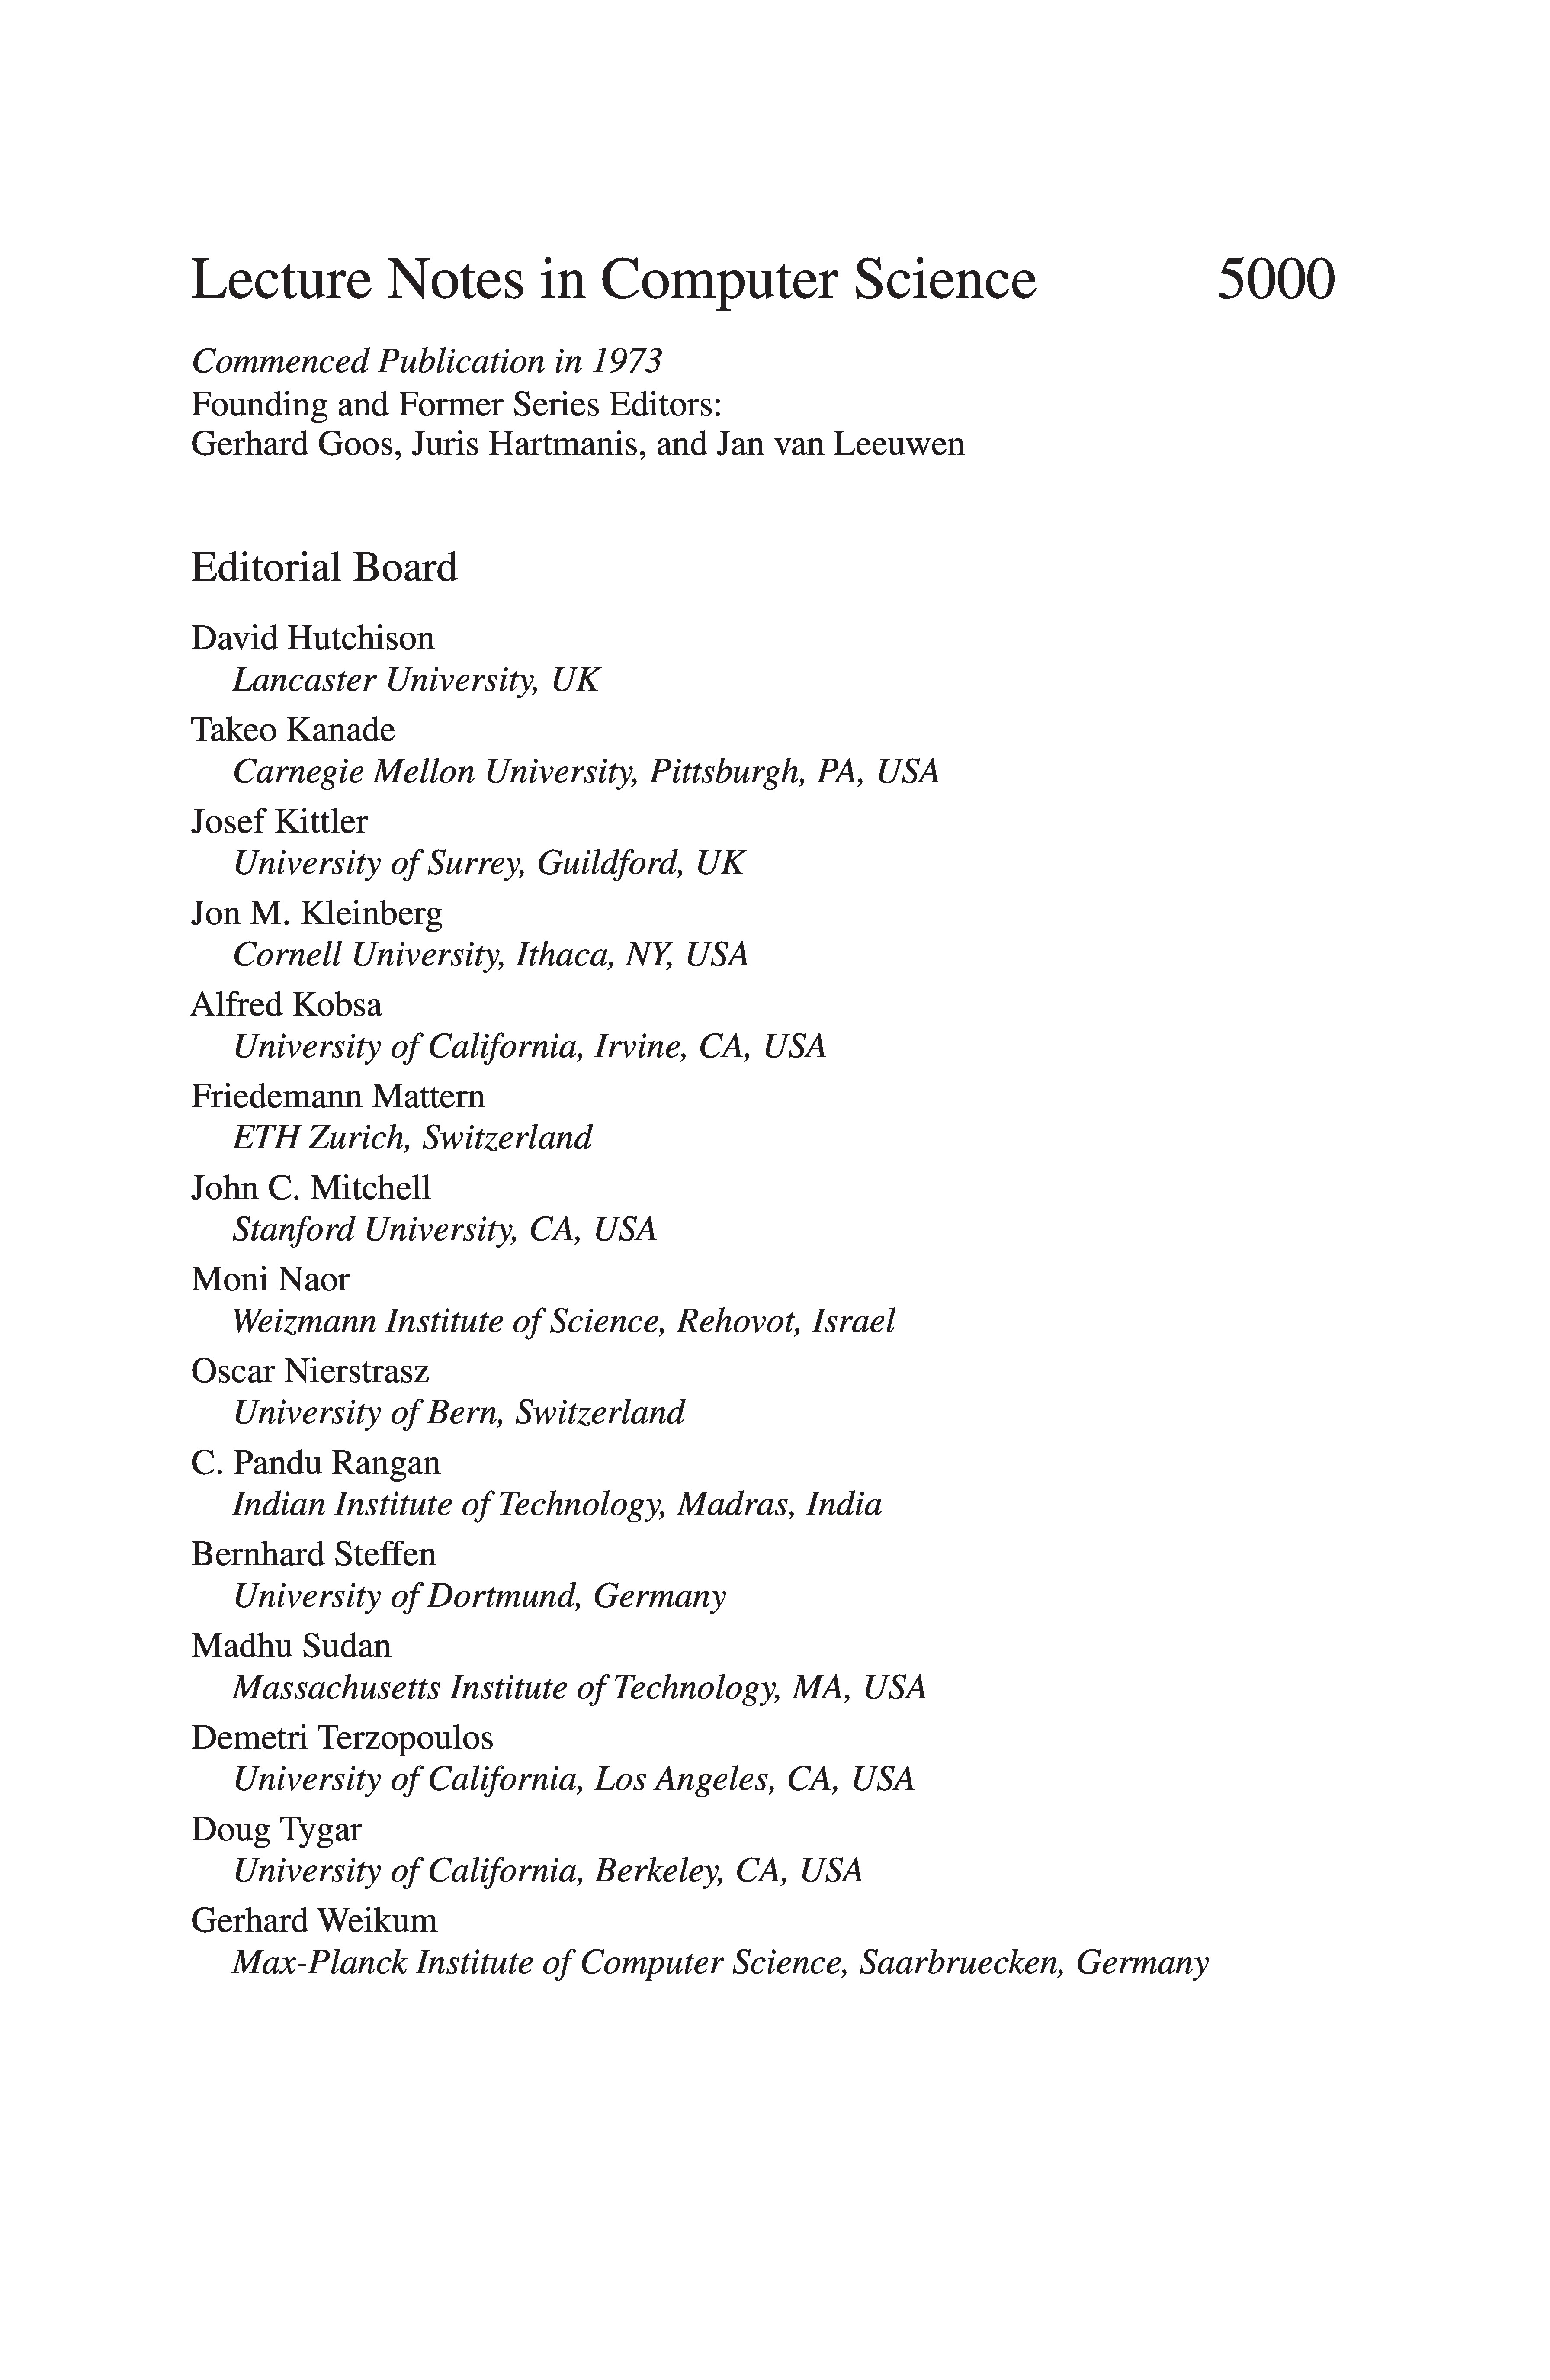 Lecture Notes in Computer Science 5000
Commenced Publication in 1973
Founding and Former Series Editors:
Gerhard Goos, Juris Hartmanis, and Jan van Leeuwen
Editorial Board
David Hutchison
Lancaster University, UK
Takeo Kanade
Carnegie Mellon University, Pittsburgh, PA, USA
Josef Kittler
University of Surrey, Guildford, UK
Jon M. Kleinberg
Cornell University, Ithaca, NY, USA
Alfred Kobsa
University of California, Irvine, CA, USA
Friedemann Mattern
ETH Zurich, Switzerland
John C. Mitchell
Stanford University, CA, USA
Moni Naor
Weizmann Institute of Science, Rehovot, Israel
Oscar Nierstrasz
University of Bern, Switzerland
C. Pandu Rangan
Indian Institute of Technology, Madras, India
Bernhard Steffen
University of Dortmund, Germany
Madhu Sudan
Massachusetts Institute of Technology, MA, USA
Demetri Terzopoulos
University of California, Los Angeles, CA, USA
Doug Tygar
University of California, Berkeley, CA, USA
Gerhard Weikum
Max-Planck Institute of Computer Science, Saarbruecken, Germany